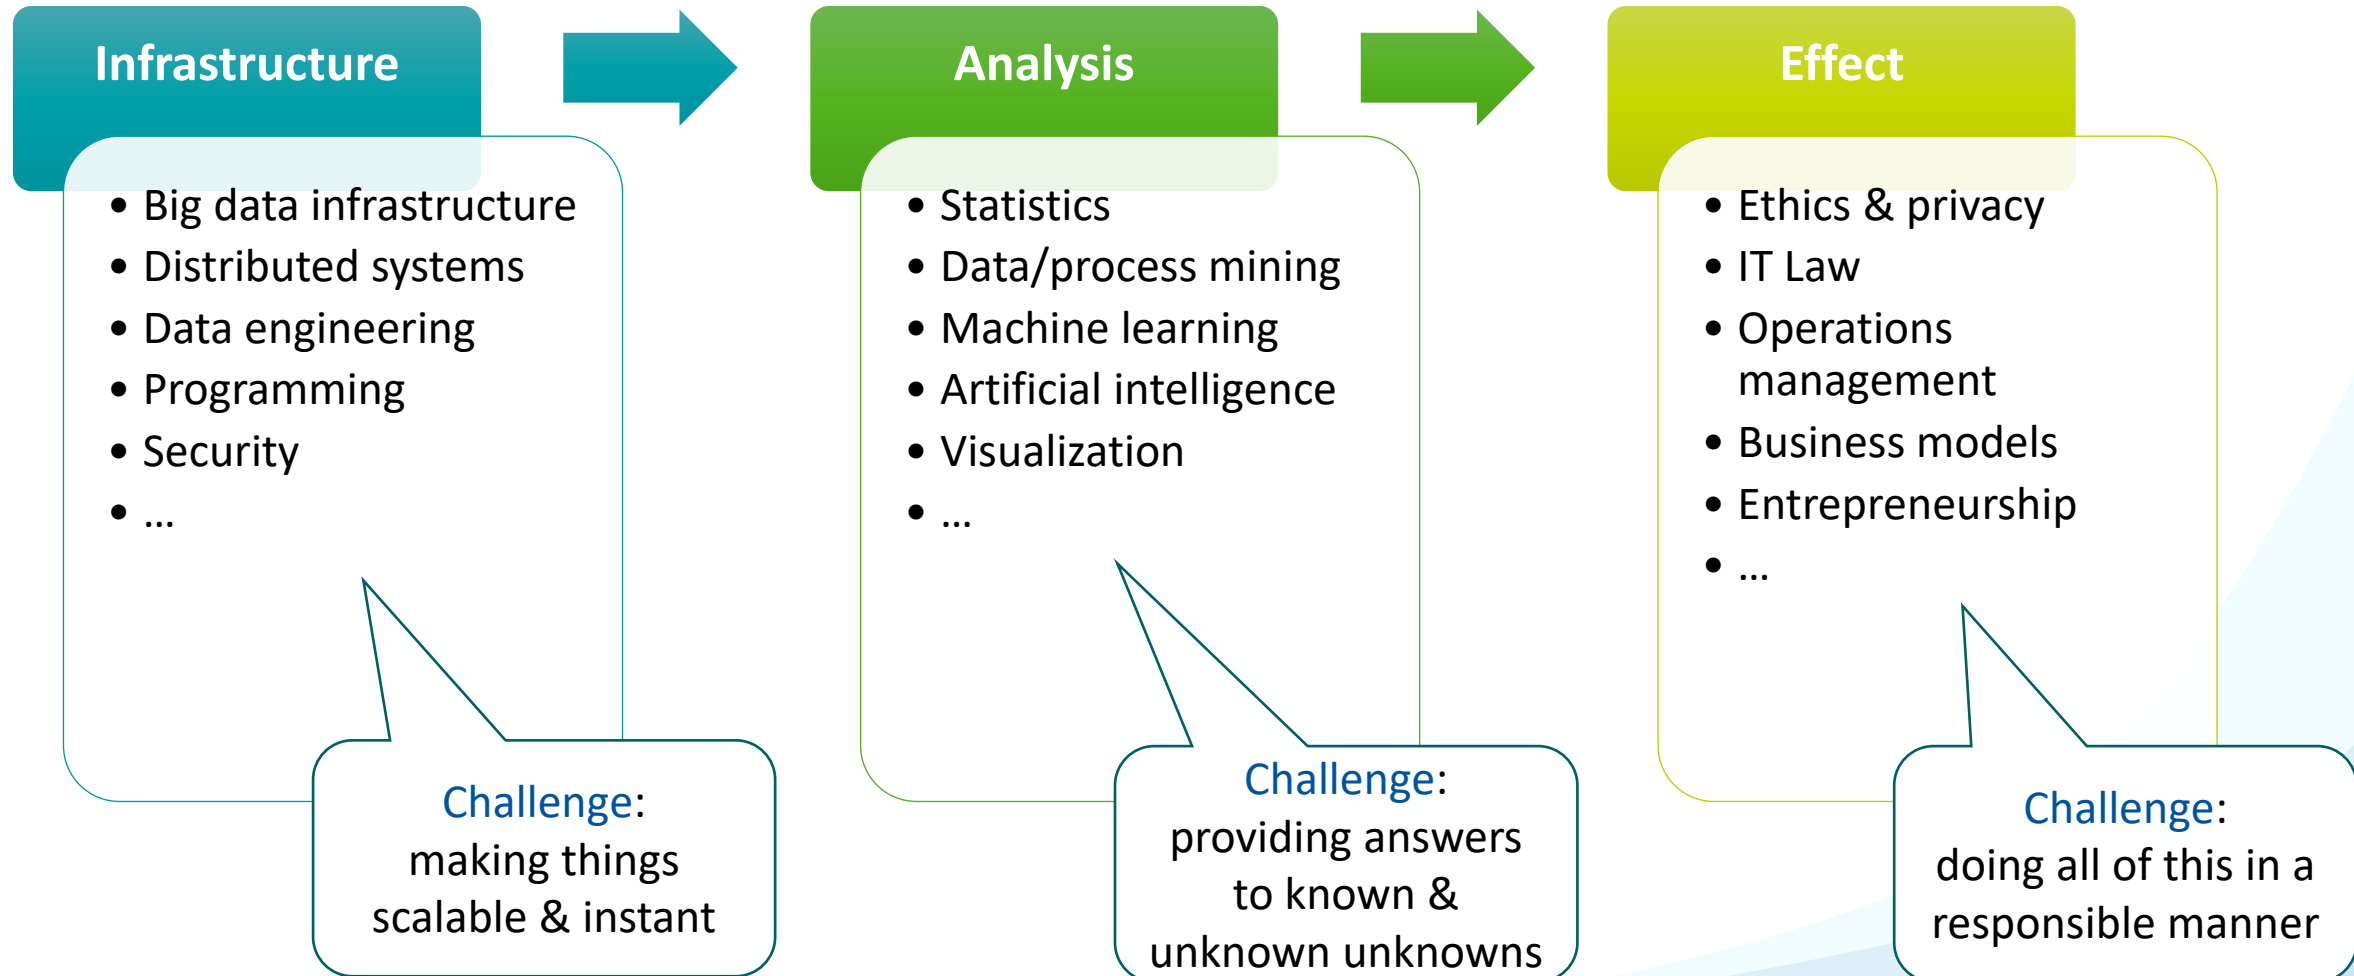 Infrastructure
• Big data infrastructure
• Distributed systems
• Data engineering
• Programming
• Security
• ...
Challenge:
making things
scalable & instant
Analysis
• Statistics
• Data/process mining
• Machine learning
• Artificial intelligence
• Visualization
• ...
Challenge:
providing answers
to known &
unknown unknowns
Effect
• Ethics & privacy
• IT Law
• Operations
management
• Business models
• Entrepreneurship
• ...
Challenge:
doing all of this in a
responsible manner